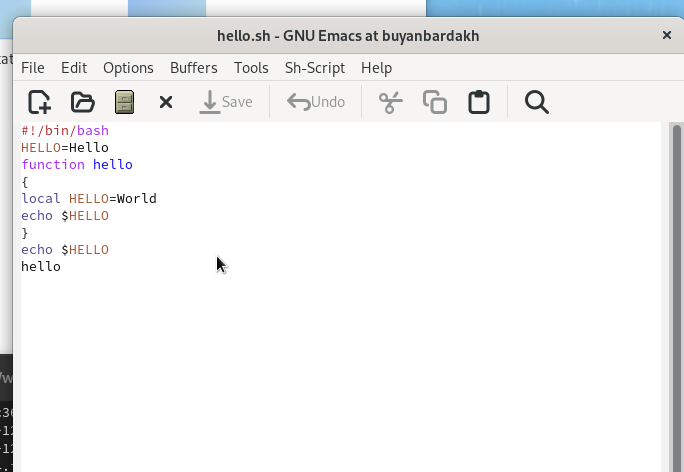 hello.sh - GNU Emacs at buyanbardakh
File Edit Options Buffers Tools Sh-Script Help
Save Undo
#!/bin/bash
HELLO=Hello
function hello
{
local HELLO=World
echo $HELLO
}
echo $HELLO
hello